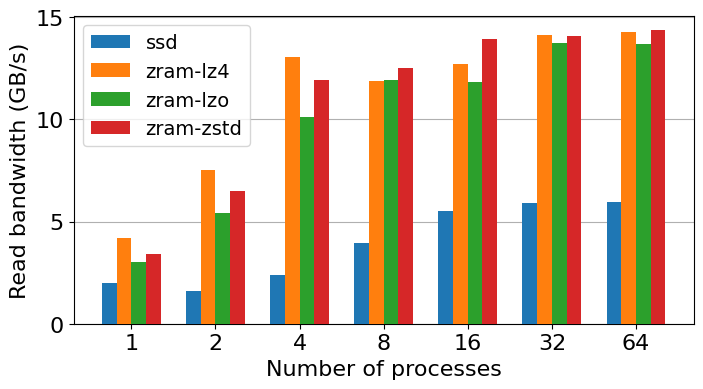 15
10
5
0
Read bandwidth (GB/s)
ssd
zram-lz4
zram-lzo
zram-zstd
1 2 4 8 16 32 64
Number of processes